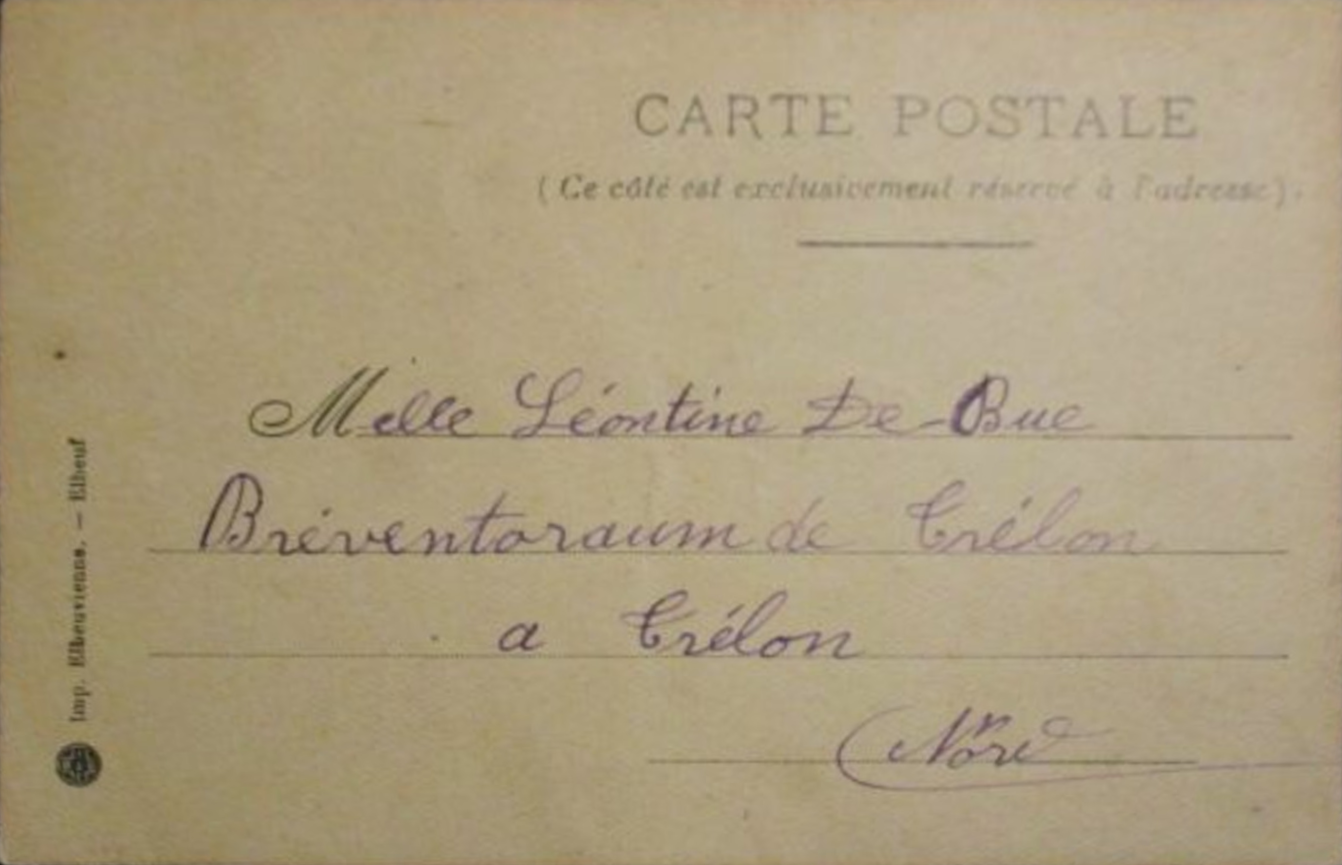 CARTE POSTALE
(Ce côté est exclusivement réservé à l'adresse).
Melle Léontine De-Bue
Bréventoraum de Trélon
a Trélon
(Nord
Imp. Elbeuvienne. — Elbeuf